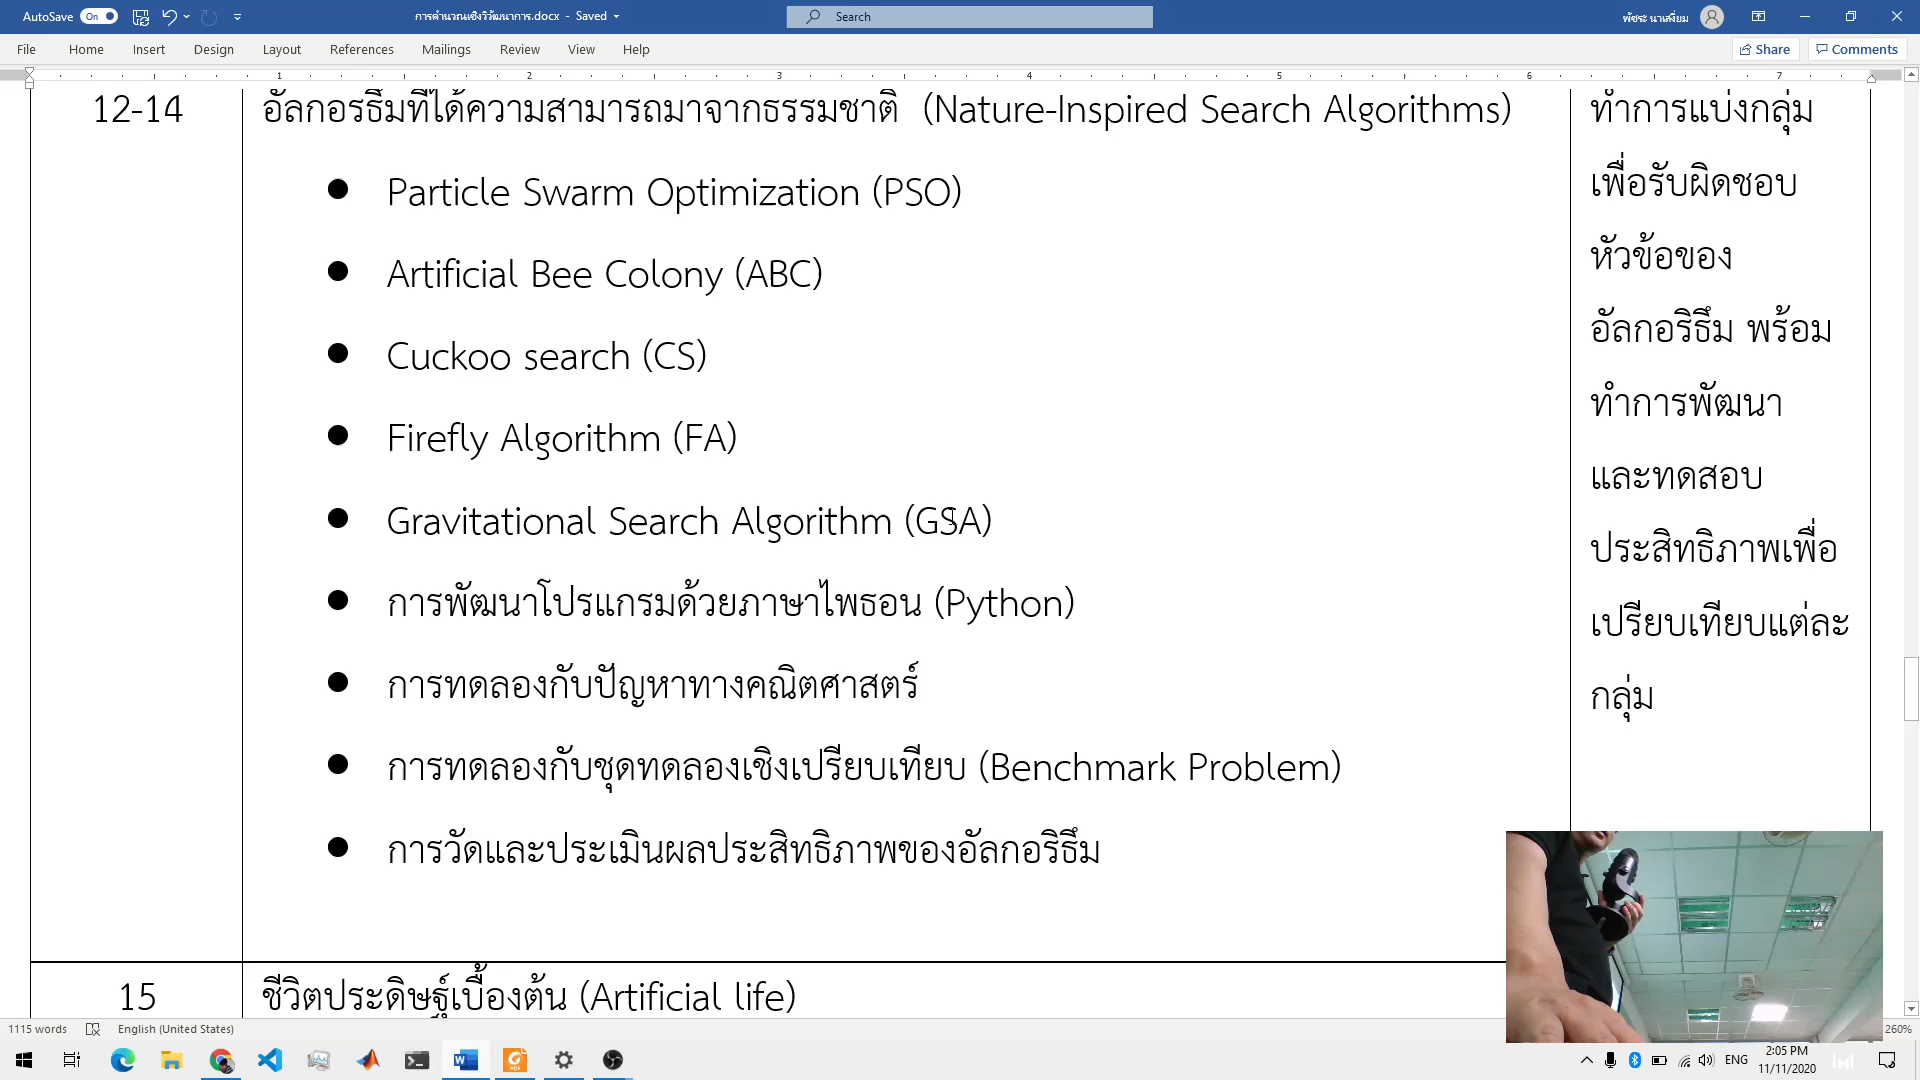 AutoSave On การคำนวณเชิงวิวัฒนาการ.docx - Saved Search พัชระ นาเสงี่ยม
File Home Insert Design Layout References Mailings Review View Help Share Comments
1 2 3 4 5 6 7
12-14 อัลกอรธึมที่ได้ความสามารถมาจากธรรมชาติ (Nature-Inspired Search Algorithms)
● Particle Swarm Optimization (PSO)
● Artificial Bee Colony (ABC)
● Cuckoo search (CS)
● Firefly Algorithm (FA)
● Gravitational Search Algorithm (GSA)
● การพัฒนาโปรแกรมด้วยภาษาไพธอน (Python)
● การทดลองกับปัญหาทางคณิตศาสตร์
● การทดลองกับชุดทดลองเชิงเปรียบเทียบ (Benchmark Problem)
● การวัดและประเมินผลประสิทธิภาพของอัลกอริธึม
ทำการแบ่งกลุ่ม
เพื่อรับผิดชอบ
หัวข้อของ
อัลกอริธึม พร้อม
ทำการพัฒนา
และทดสอบ
ประสิทธิภาพเพื่อ
เปรียบเทียบแต่ละ
กลุ่ม
15 ชีวิตประดิษฐ์เบื้องต้น (Artificial life)
1115 words English (United States) 260%
ENG 2:05 PM
11/11/2020